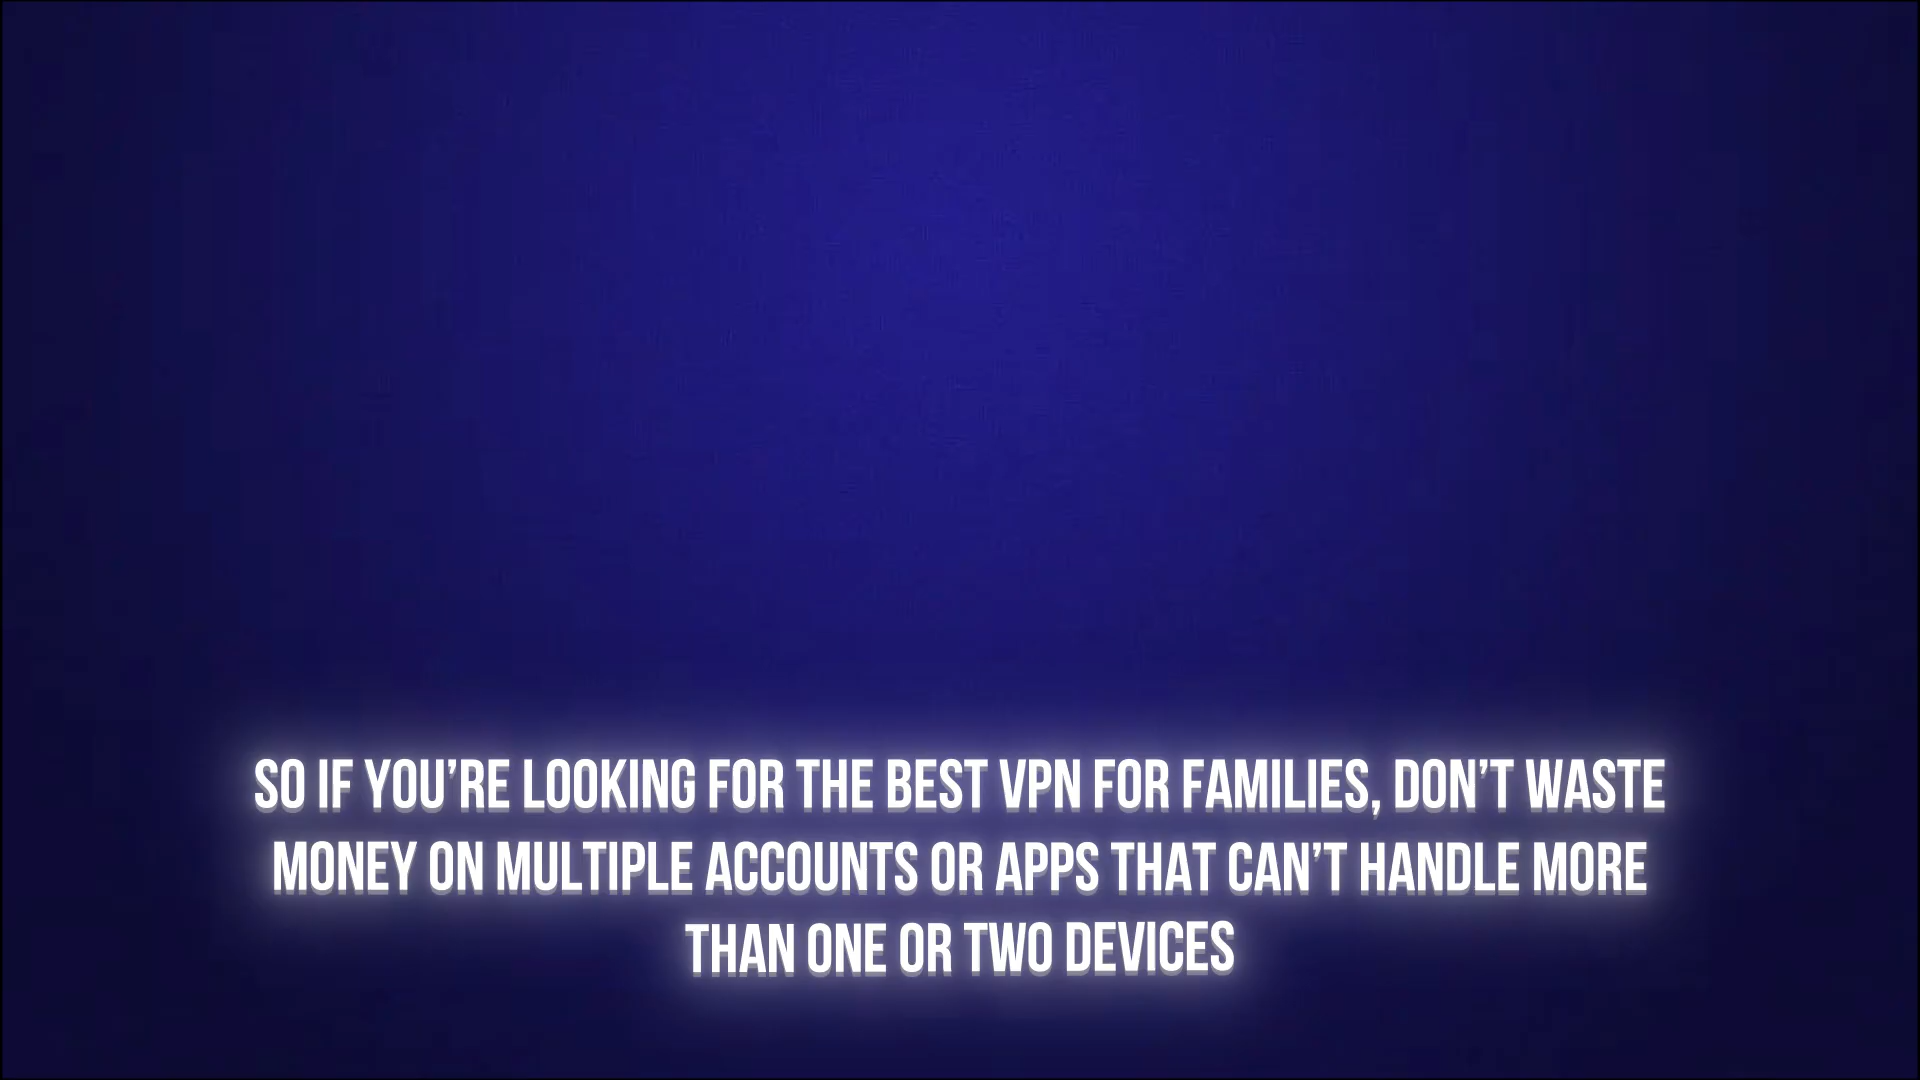 SO IF YOU’RE LOOKING FOR THE BEST VPN FOR FAMILIES, DON’T WASTE
MONEY ON MULTIPLE ACCOUNTS OR APPS THAT CAN’T HANDLE MORE
THAN ONE OR TWO DEVICES